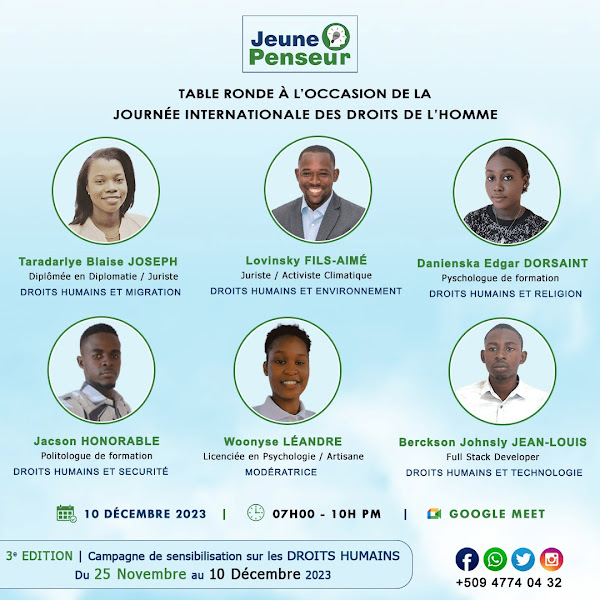 Jeune
Penseur
TABLE RONDE À L'OCCASION DE LA
JOURNÉE INTERNATIONALE DES DROITS DE L'HOMME
Taradarlye Blaise JOSEPH
Diplômée en Diplomatie / Juriste
DROITS HUMAINS ET MIGRATION
Lovinsky FILS-AIMÉ
Juriste / Activiste Climatique
DROITS HUMAINS ET ENVIRONNEMENT
Danienska Edgar DORSAINT
Pyschologue de formation
DROITS HUMAINS ET RELIGION
Jacson HONORABLE
Politologue de formation
DROITS HUMAINS ET SECURITÉ
Woonyse LÉANDRE
Licenciée en Psychologie / Artisane
MODÉRATRICE
Berckson Johnsly JEAN-LOUIS
Full Stack Developer
DROITS HUMAINS ET TECHNOLOGIE
10 DÉCEMBRE 2023 | 07H00 - 10H PM | GOOGLE MEET
3e EDITION | Campagne de sensibilisation sur les DROITS HUMAINS
Du 25 Novembre au 10 Décembre 2023
+509 4774 04 32